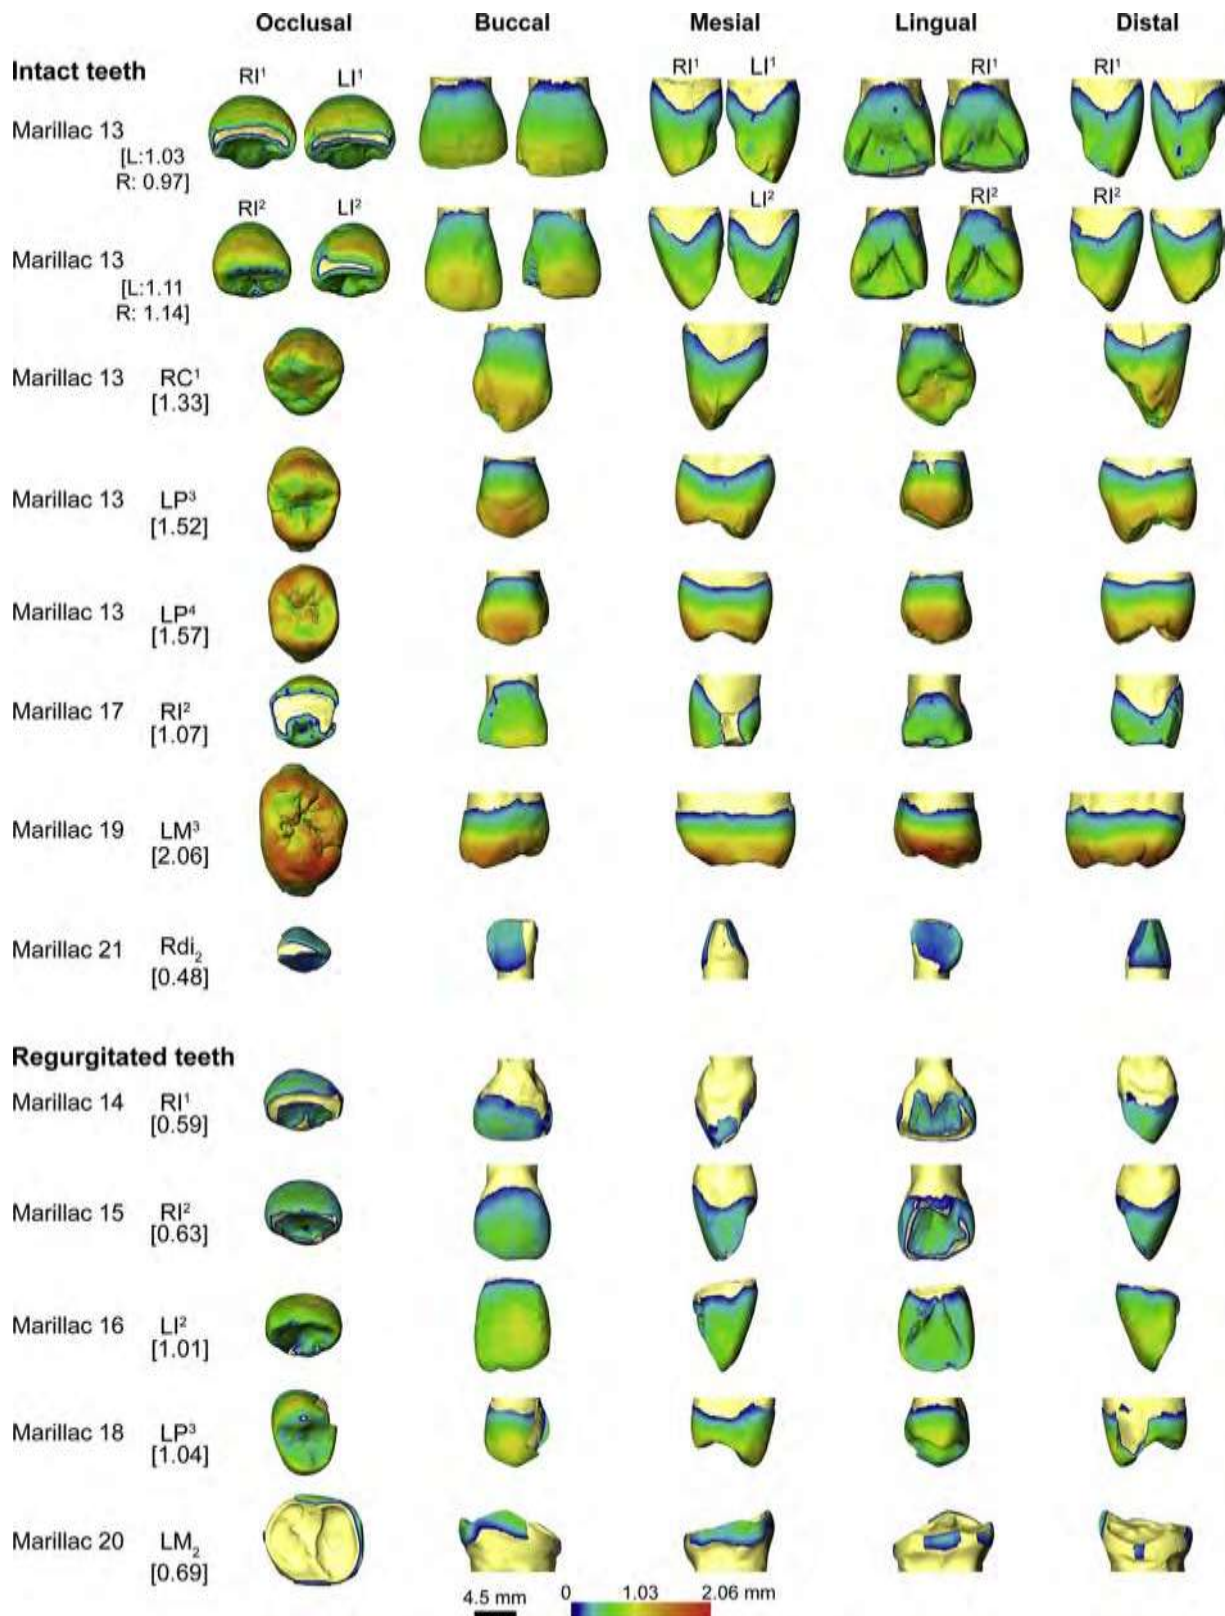 Occlusal Buccal Mesial Lingual Distal
Intact teeth
RI¹ LI¹ RI¹ LI¹ RI¹ RI¹
Marillac 13
[L:1.03
R: 0.97]
RI² LI² LI² RI² RI²
Marillac 13
[L:1.11
R: 1.14]
Marillac 13 RC¹
[1.33]
Marillac 13 LP³
[1.52]
Marillac 13 LP⁴
[1.57]
Marillac 17 RI²
[1.07]
Marillac 19 LM³
[2.06]
Marillac 21 Rdi₂
[0.48]
Regurgitated teeth
Marillac 14 RI¹
[0.59]
Marillac 15 RI²
[0.63]
Marillac 16 LI²
[1.01]
Marillac 18 LP³
[1.04]
Marillac 20 LM₂
[0.69]
4.5 mm 0 1.03 2.06 mm